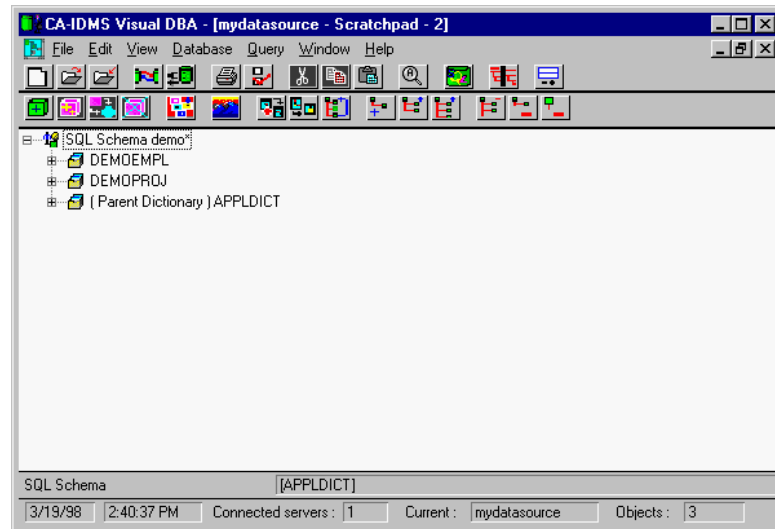 CA-IDMS Visual DBA - [mydatasource - Scratchpad - 2]
File Edit View Database Query Window Help
SQL Schema demo*
DEMOEMPL
DEMOPROJ
( Parent Dictionary ) APPLDICT
SQL Schema [APPLDICT]
3/19/98 2:40:37 PM Connected servers : 1 Current : mydatasource Objects : 3